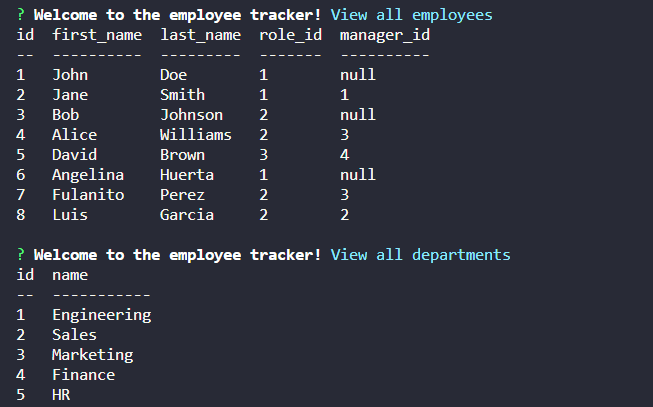 ? Welcome to the employee tracker! View all employees
id  first_name  last_name  role_id  manager_id
--  ----------  ---------  -------  ----------
1   John        Doe        1        null
2   Jane        Smith      1        1
3   Bob         Johnson    2        null
4   Alice       Williams   2        3
5   David       Brown      3        4
6   Angelina    Huerta     1        null
7   Fulanito    Perez      2        3
8   Luis        Garcia     2        2
? Welcome to the employee tracker! View all departments
id  name
--  -----------
1   Engineering
2   Sales
3   Marketing
4   Finance
5   HR